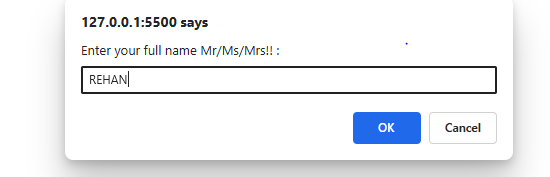 127.0.0.1:5500 says
Enter your full name Mr/Ms/Mrs!! :
REHAN
OK Cancel